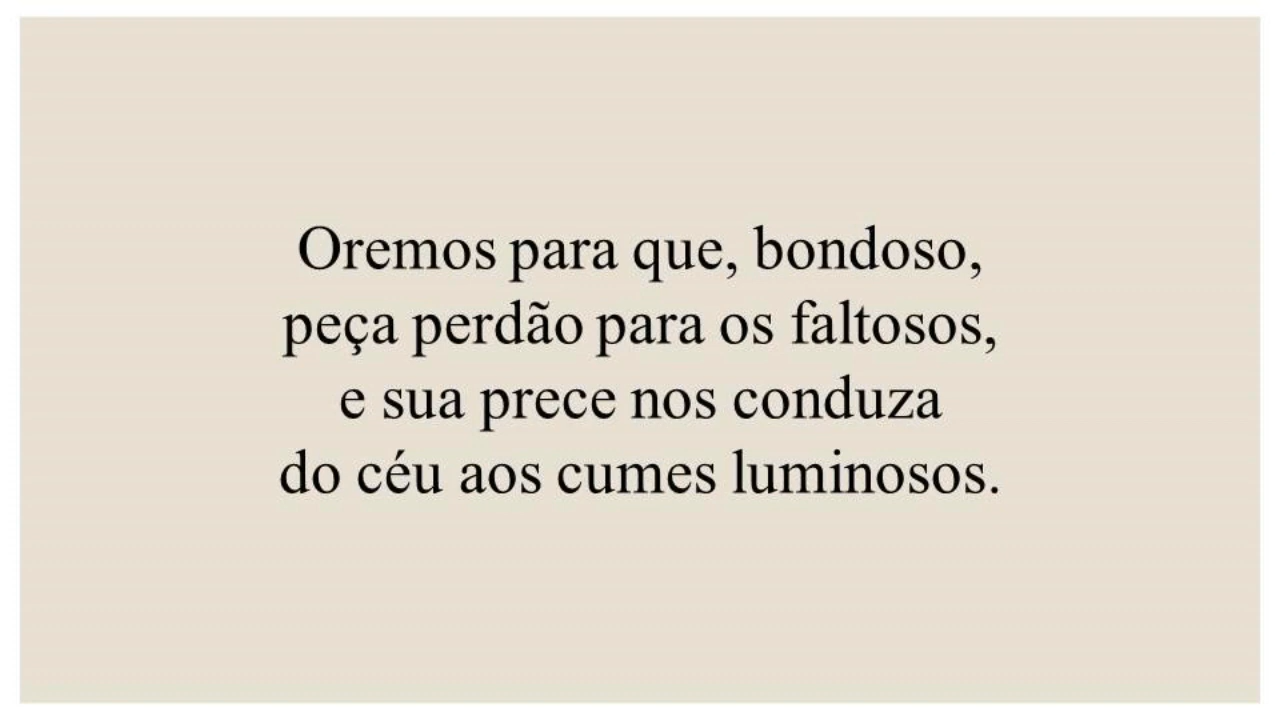 Oremos para que, bondoso,
peça perdão para os faltosos,
e sua prece nos conduza
do céu aos cumes luminosos.